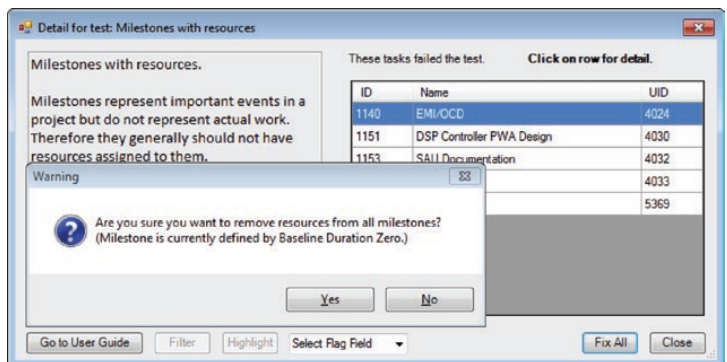 Detail for test: Milestones with resources
Milestones with resources.
Milestones represent important events in a
project but do not represent actual work.
Therefore they generally should not have
resources assigned to them.
These tasks failed the test.
Click on row for detail.
ID Name UID
1140 EMI/OCD 4024
1151 DSP Controller PWA Design 4030
1153 SAU Documentation 4032
4033
5369
Warning
Are you sure you want to remove resources from all milestones?
(Milestone is currently defined by Baseline Duration Zero.)
Yes No
Go to User Guide Filter Highlight Select Flag Field Fix All Close